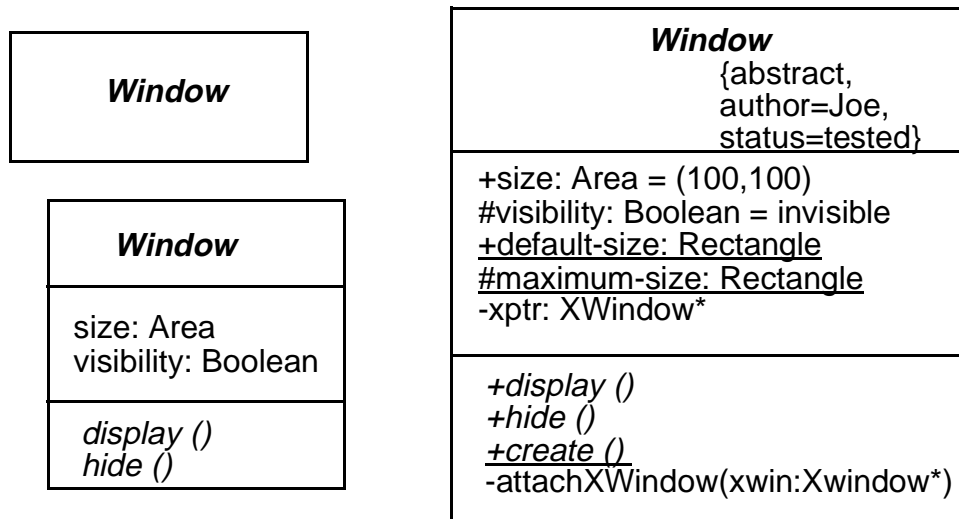 Window
Window
size: Area
visibility: Boolean
display ()
hide ()
Window
{abstract,
author=Joe,
status=tested}
+size: Area = (100,100)
#visibility: Boolean = invisible
+default-size: Rectangle
#maximum-size: Rectangle
-xptr: XWindow*
+display ()
+hide ()
+create ()
-attachXWindow(xwin:Xwindow*)